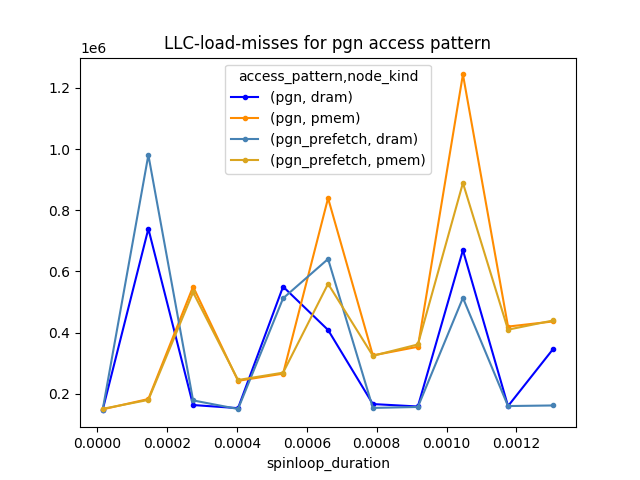 LLC-load-misses for pgn access pattern
1e6
access_pattern,node_kind
(pgn, dram)
(pgn, pmem)
(pgn_prefetch, dram)
(pgn_prefetch, pmem)
1.2
1.0
0.8
0.6
0.4
0.2
0.0000 0.0002 0.0004 0.0006 0.0008 0.0010 0.0012
spinloop_duration